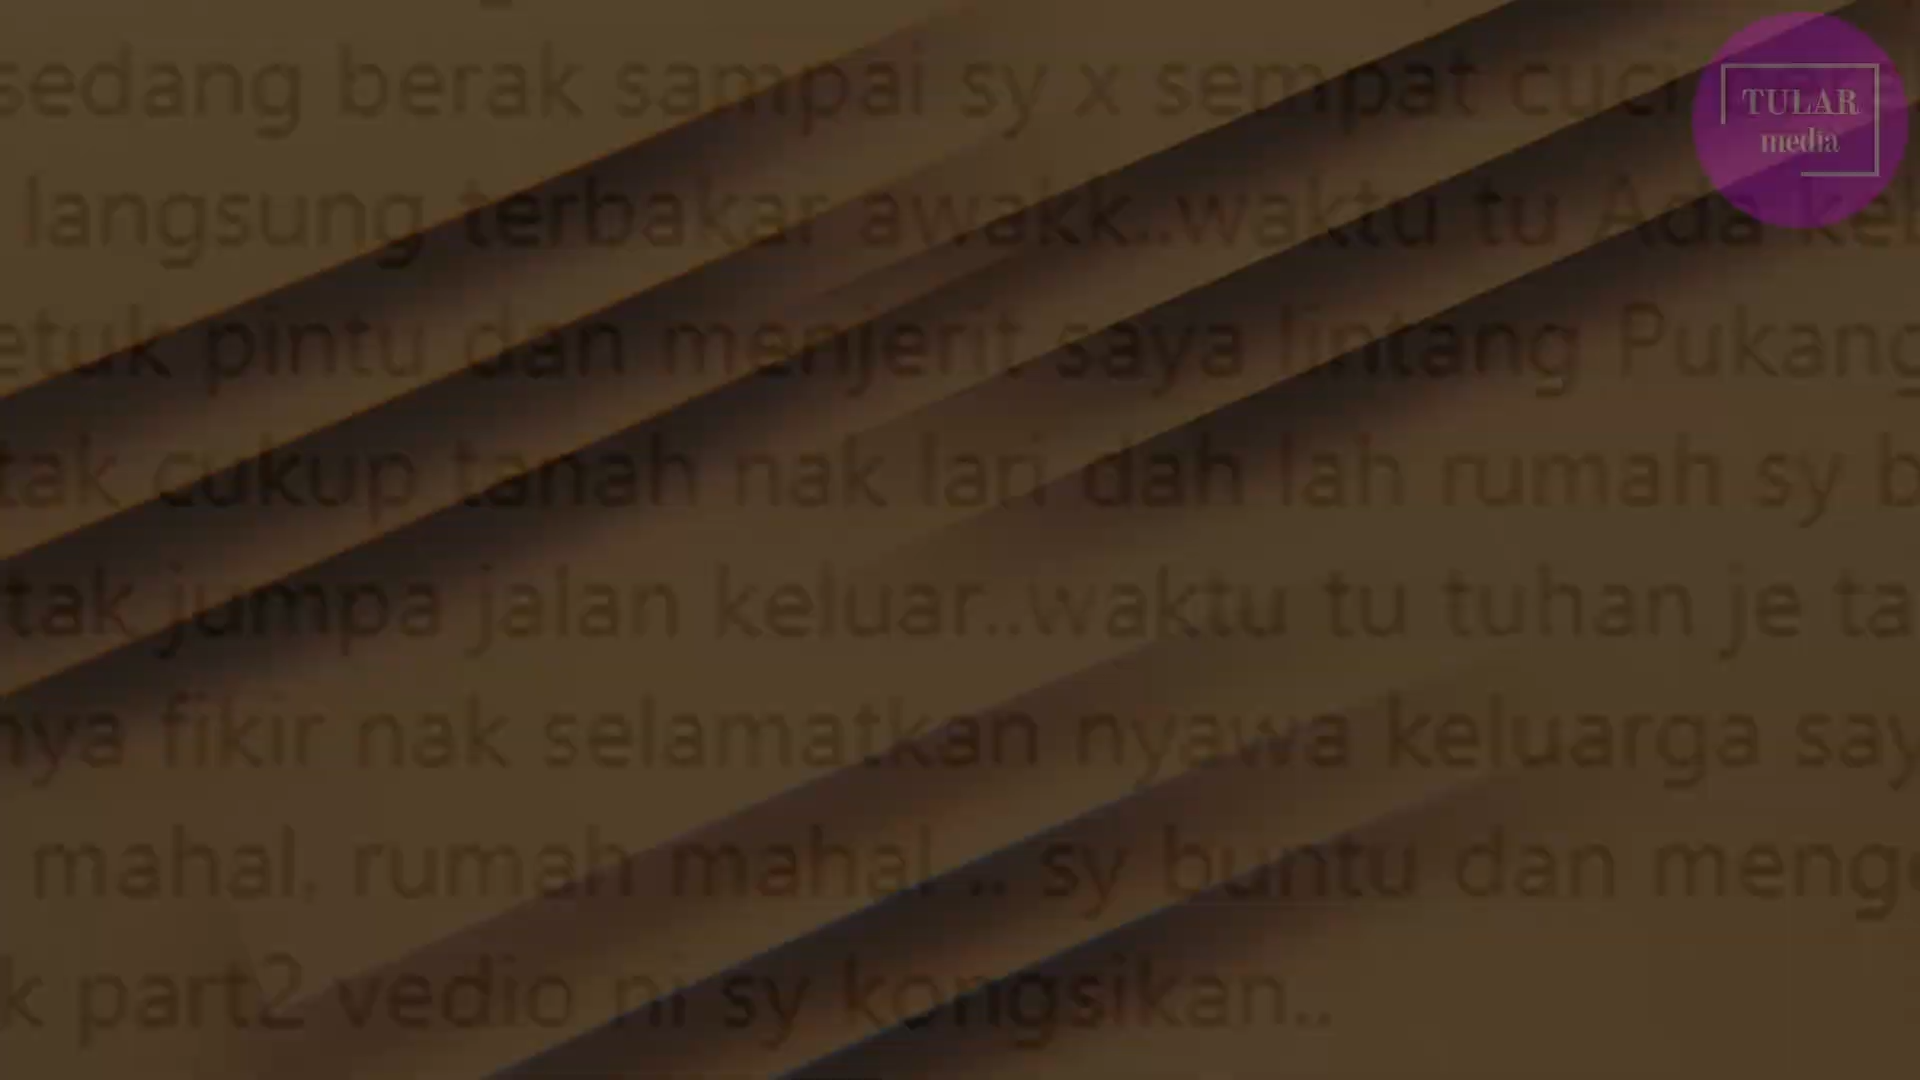 sedang berak sampai sy x sempat cuci
TULAR
media
langsung terbakar awakk..waktu tu Ada
etuk pintu dan menjerit saya lintang Pukang
tak cukup tanah nak lari dah lah rumah sy b
tak jumpa jalan keluar..waktu tu tuhan je ta
nya fikir nak selamatkan nyawa keluarga say
mahal, rumah mahal .. sy buntu dan meng
k part2 vedio ni sy kongsikan..